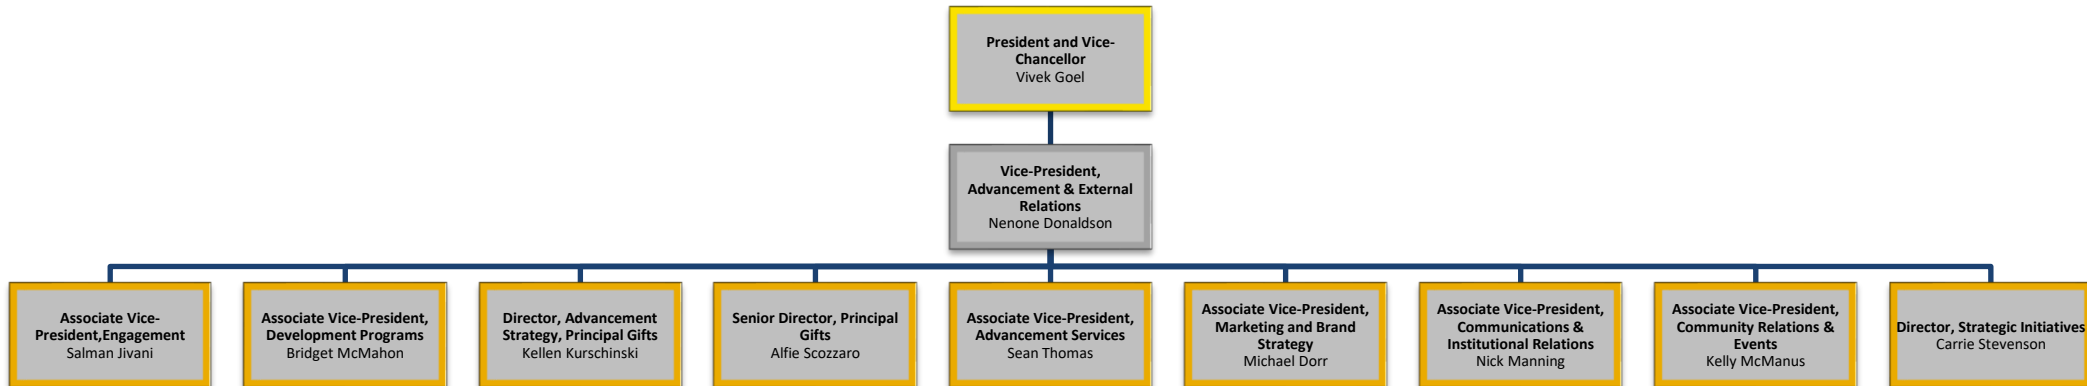 President and Vice-
Chancellor
Vivek Goel
Vice-President,
Advancement & External
Relations
Nenone Donaldson
Associate Vice-
President,Engagement
Salman Jivani
Associate Vice-President,
Development Programs
Bridget McMahon
Director, Advancement
Strategy, Principal Gifts
Kellen Kurschinski
Senior Director, Principal
Gifts
Alfie Scozzaro
Associate Vice-President,
Advancement Services
Sean Thomas
Associate Vice-President,
Marketing and Brand
Strategy
Michael Dorr
Associate Vice-President,
Communications &
Institutional Relations
Nick Manning
Associate Vice-President,
Community Relations &
Events
Kelly McManus
Director, Strategic Initiatives
Carrie Stevenson